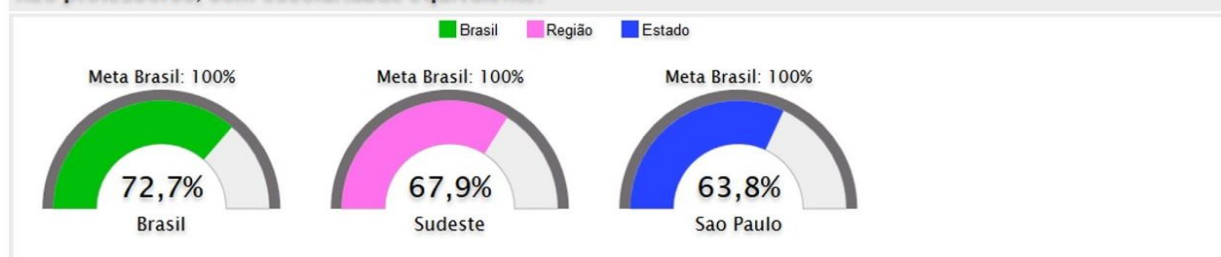 Brasil Região Estado
Meta Brasil: 100% Meta Brasil: 100% Meta Brasil: 100%
72,7% 67,9% 63,8%
Brasil Sudeste Sao Paulo